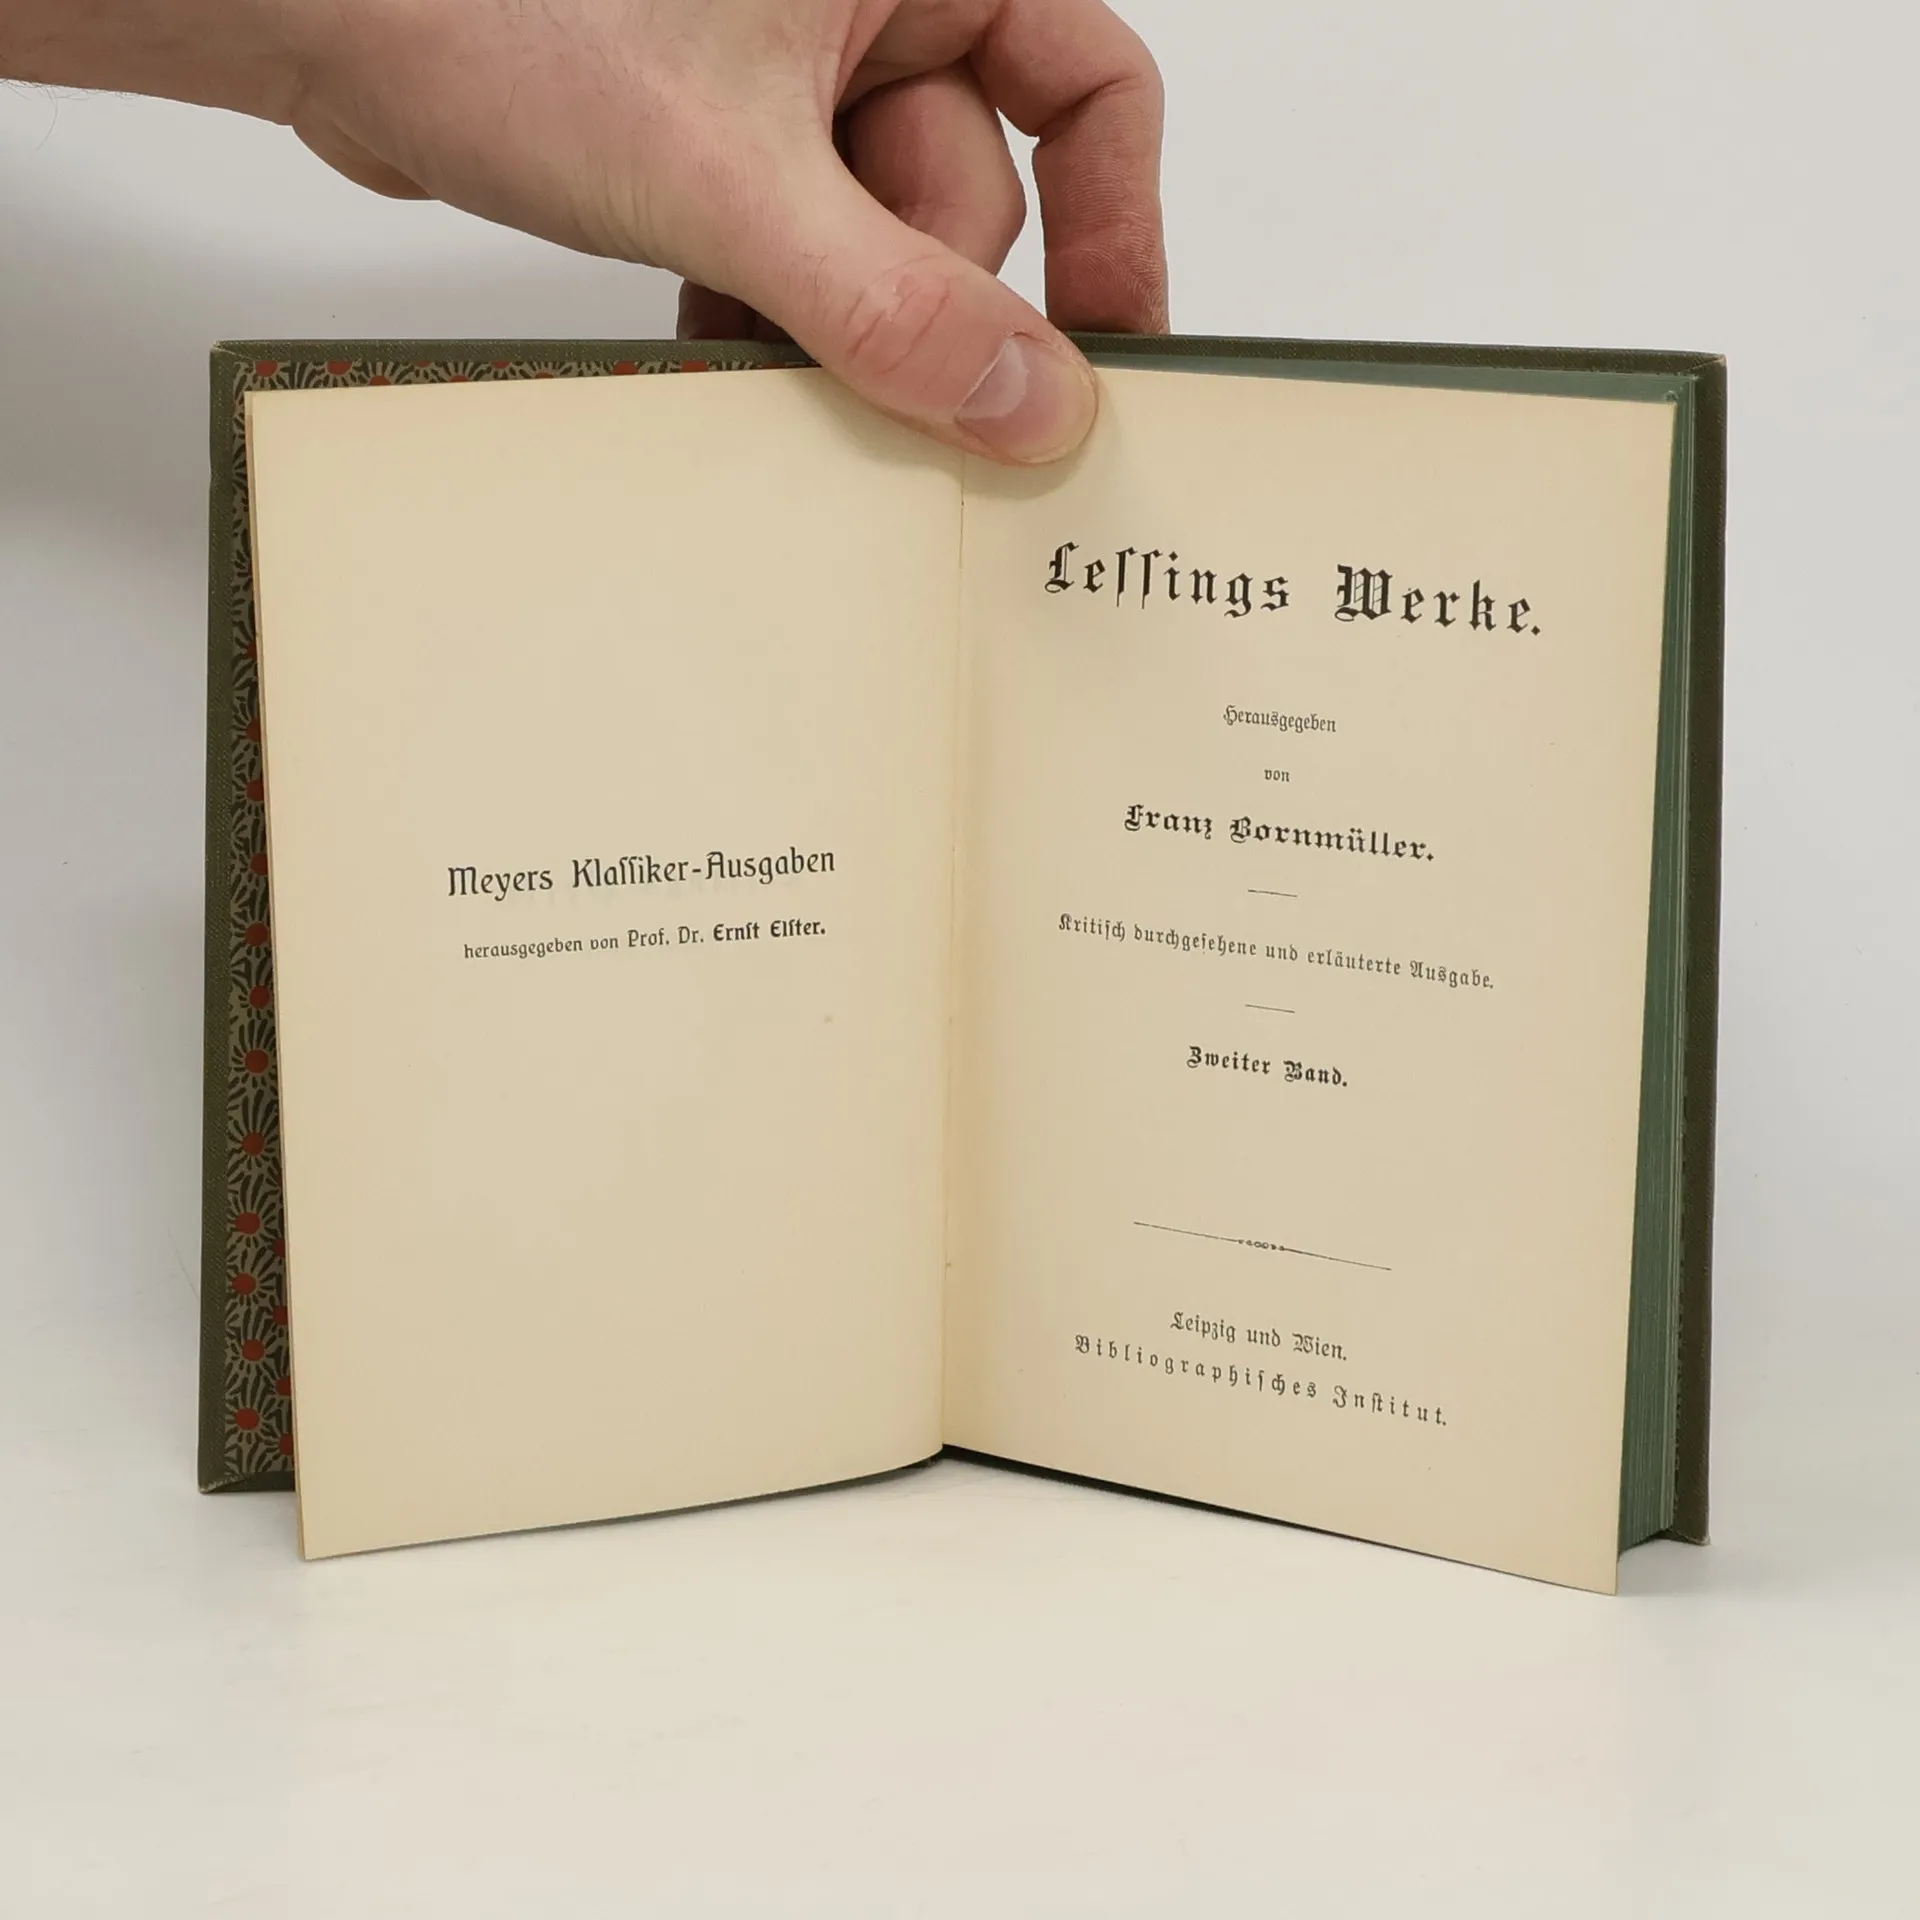 Meyers Klaſſiker-Ausgaben
herausgegeben von Prof. Dr. Ernſt Elſter.
Leſſings Werke.
Herausgegeben
von
Franz Bornmüller.
Kritiſch durchgeſehene und erläuterte Ausgabe.
Zweiter Band.
Leipzig und Wien.
Bibliographiſches Inſtitut.